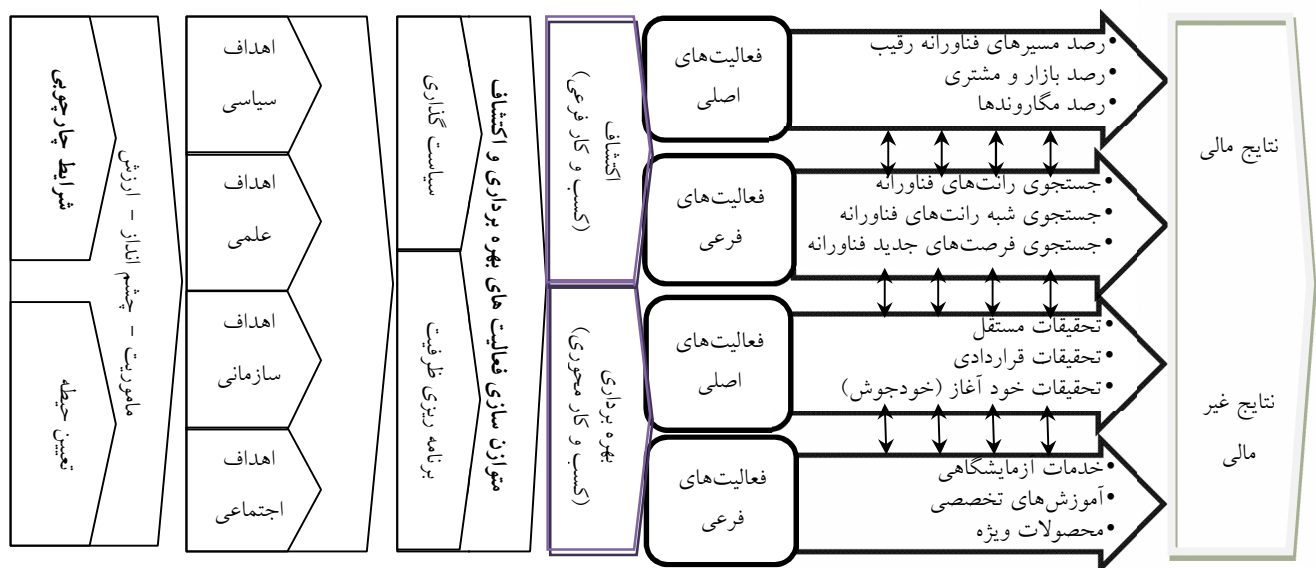 شرایط چارچوبی
تعیین حیطه
ماموریت - چشم انداز - ارزش
اهداف
سیاسی
اهداف
علمی
اهداف
سازمانی
اهداف
اجتماعی
سیاست گذاری
برنامه ریزی ظرفیت
متوازن سازی فعالیت های بهره برداری و اکتشاف
اکتشاف
(کسب و کار فرعی)
بهره برداری
(کسب و کار محوری)
فعالیت‌های
اصلی
•رصد مسیرهای فناورانه رقیب
•رصد بازار و مشتری
•رصد مگاروندها
فعالیت‌های
فرعی
•جستجوی رانت‌های فناورانه
•جستجوی شبه رانت‌های فناورانه
•جستجوی فرصت‌های جدید فناورانه
فعالیت‌های
اصلی
•تحقیقات مستقل
•تحقیقات قراردادی
•تحقیقات خود آغاز (خودجوش)
فعالیت‌های
فرعی
•خدمات آزمایشگاهی
•آموزش‌های تخصصی
•محصولات ویژه
نتایج مالی
نتایج غیر
مالی